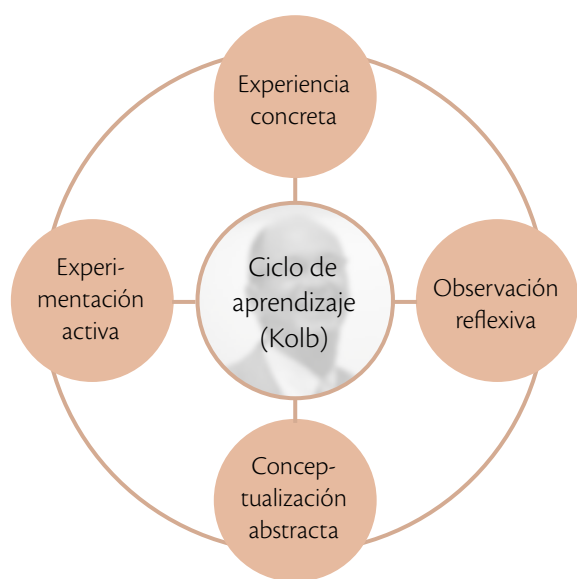 Experiencia
concreta
Experi-
mentación
activa
Ciclo de
aprendizaje
(Kolb)
Observación
reflexiva
Concep-
tualización
abstracta